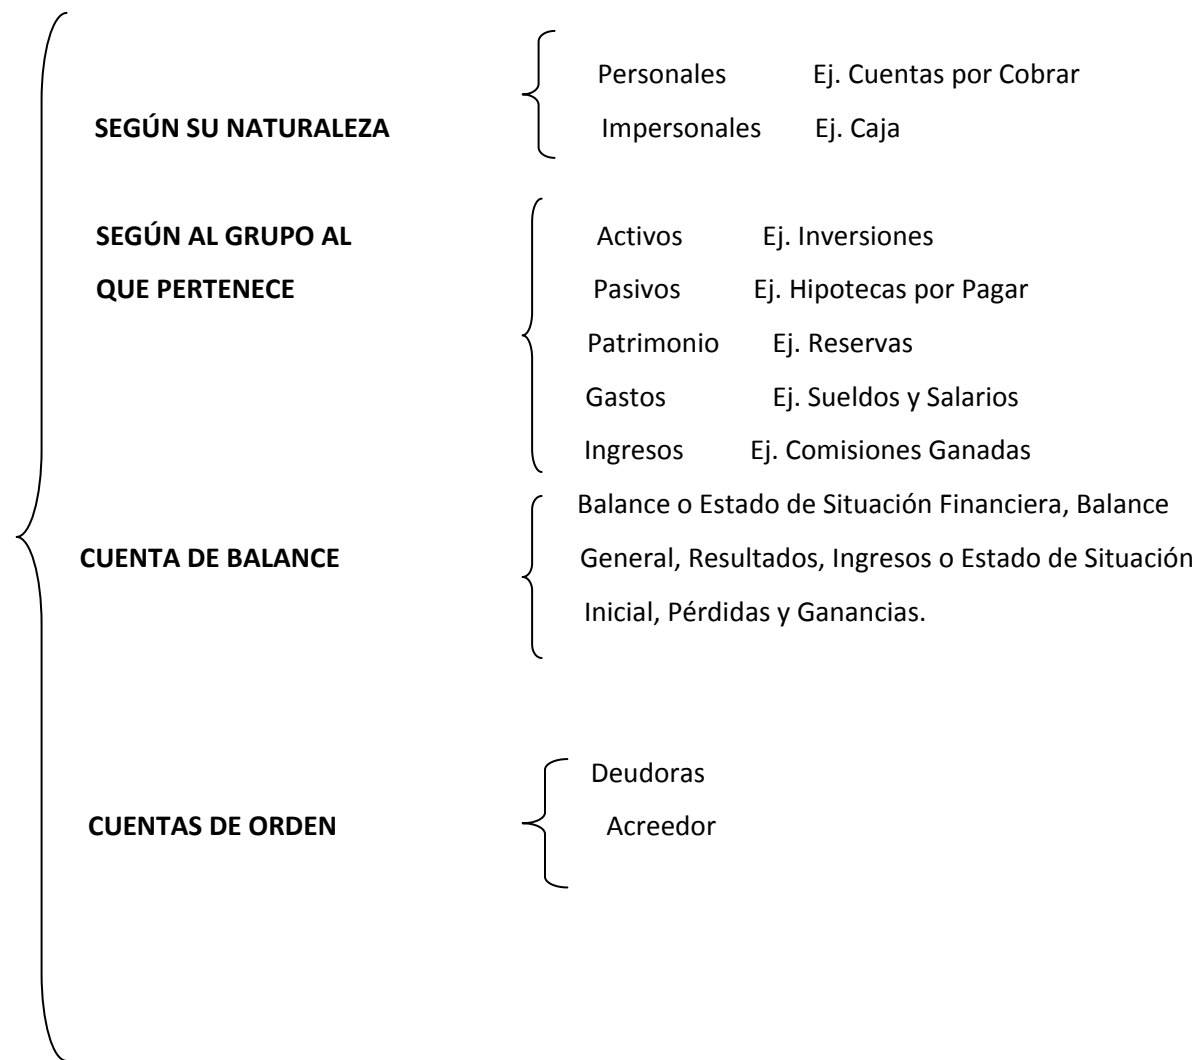 Personales Ej. Cuentas por Cobrar
SEGÚN SU NATURALEZA Impersonales Ej. Caja
SEGÚN AL GRUPO AL Activos Ej. Inversiones
QUE PERTENECE Pasivos Ej. Hipotecas por Pagar
Patrimonio Ej. Reservas
Gastos Ej. Sueldos y Salarios
Ingresos Ej. Comisiones Ganadas
Balance o Estado de Situación Financiera, Balance
CUENTA DE BALANCE General, Resultados, Ingresos o Estado de Situación
Inicial, Pérdidas y Ganancias.
Deudoras
CUENTAS DE ORDEN Acreedor